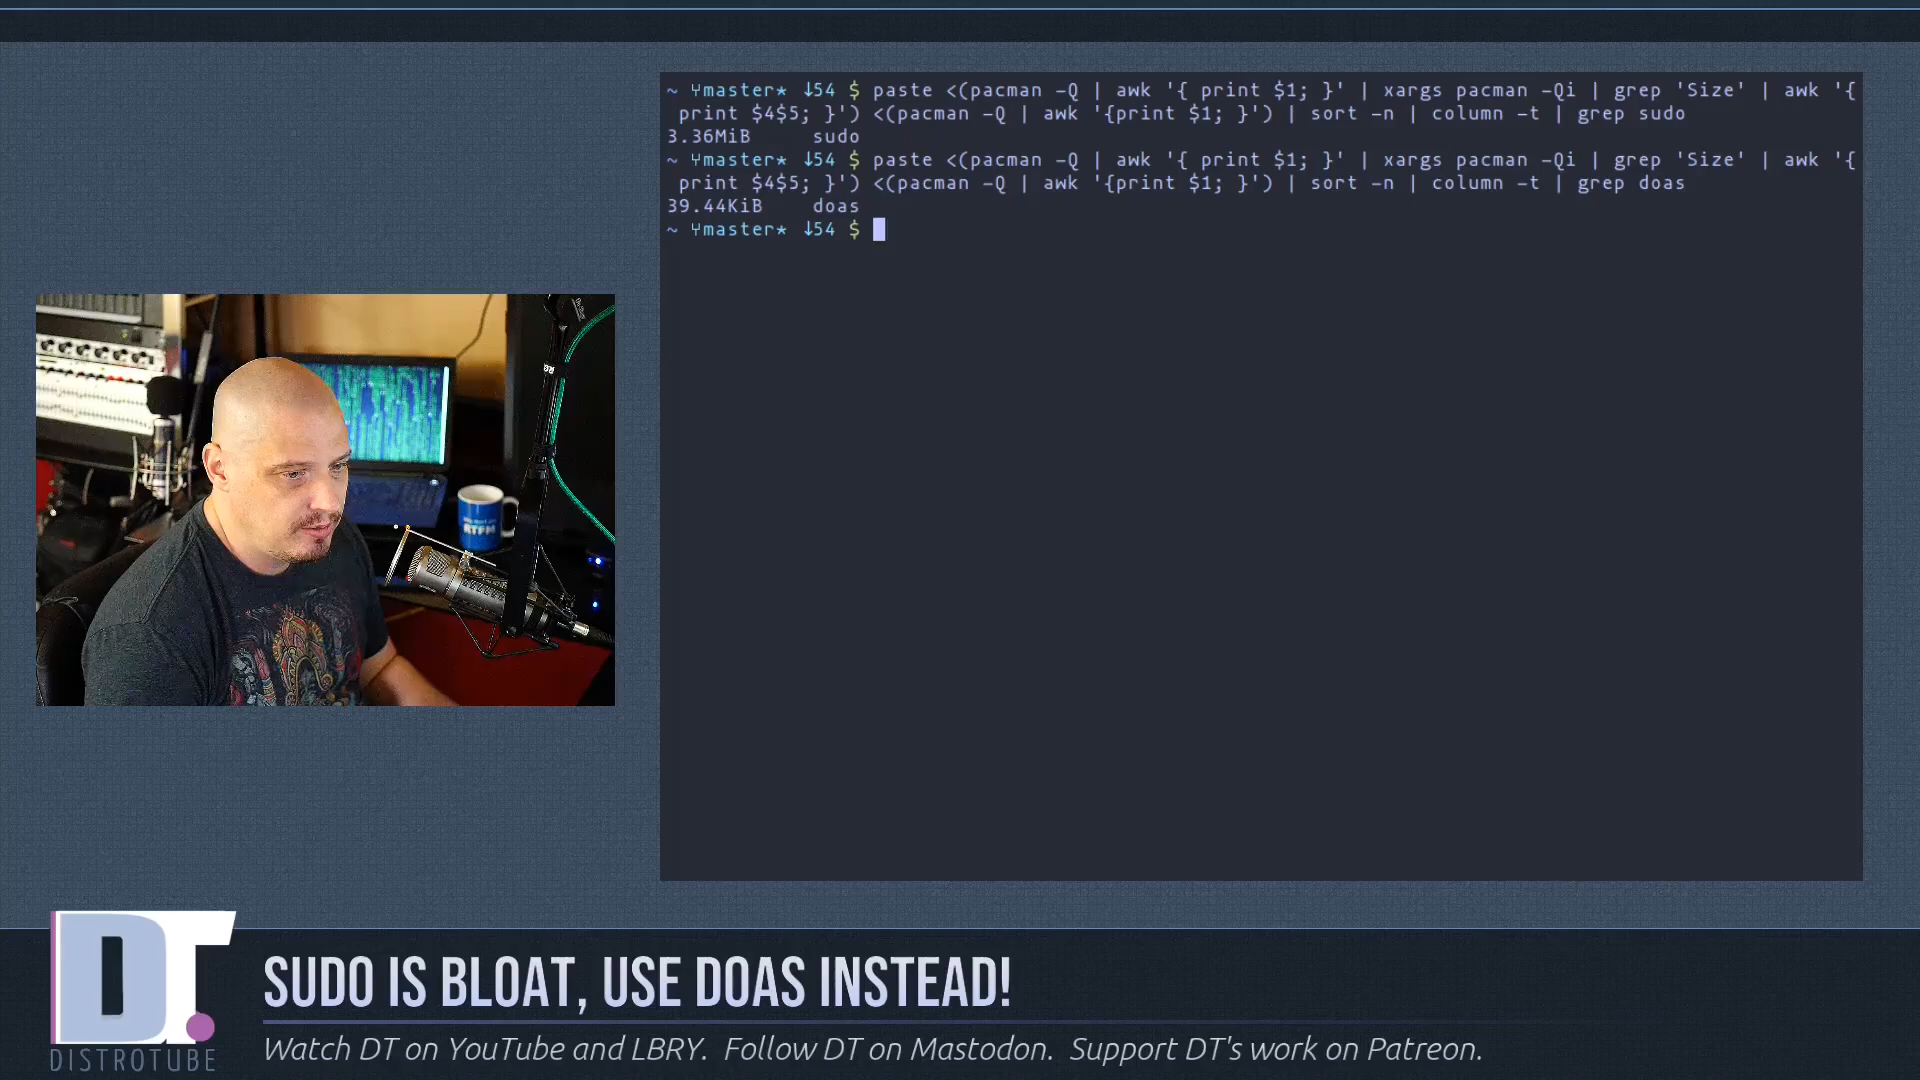 ~ master* ↓54 $ paste <(pacman -Q | awk '{ print $1; }' | xargs pacman -Qi | grep 'Size' | awk '{
print $4$5; }') <(pacman -Q | awk '{print $1; }') | sort -n | column -t | grep sudo
3.36MiB sudo
~ master* ↓54 $ paste <(pacman -Q | awk '{ print $1; }' | xargs pacman -Qi | grep 'Size' | awk '{
print $4$5; }') <(pacman -Q | awk '{print $1; }') | sort -n | column -t | grep doas
39.44KiB doas
~ master* ↓54 $
RTFM
DT
DISTROTUBE
SUDO IS BLOAT, USE DOAS INSTEAD!
Watch DT on YouTube and LBRY. Follow DT on Mastodon. Support DT's work on Patreon.